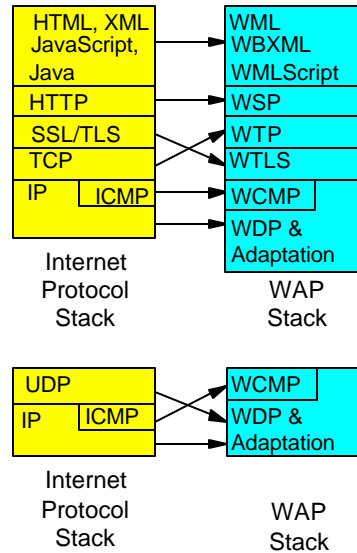 HTML, XML
JavaScript,
Java
HTTP
SSL/TLS
TCP
IP
ICMP
WML
WBXML
WMLScript
WSP
WTP
WTLS
WCMP
WDP &
Adaptation
Internet
Protocol
Stack
WAP
Stack
UDP
IP
ICMP
WCMP
WDP &
Adaptation
Internet
Protocol
Stack
WAP
Stack